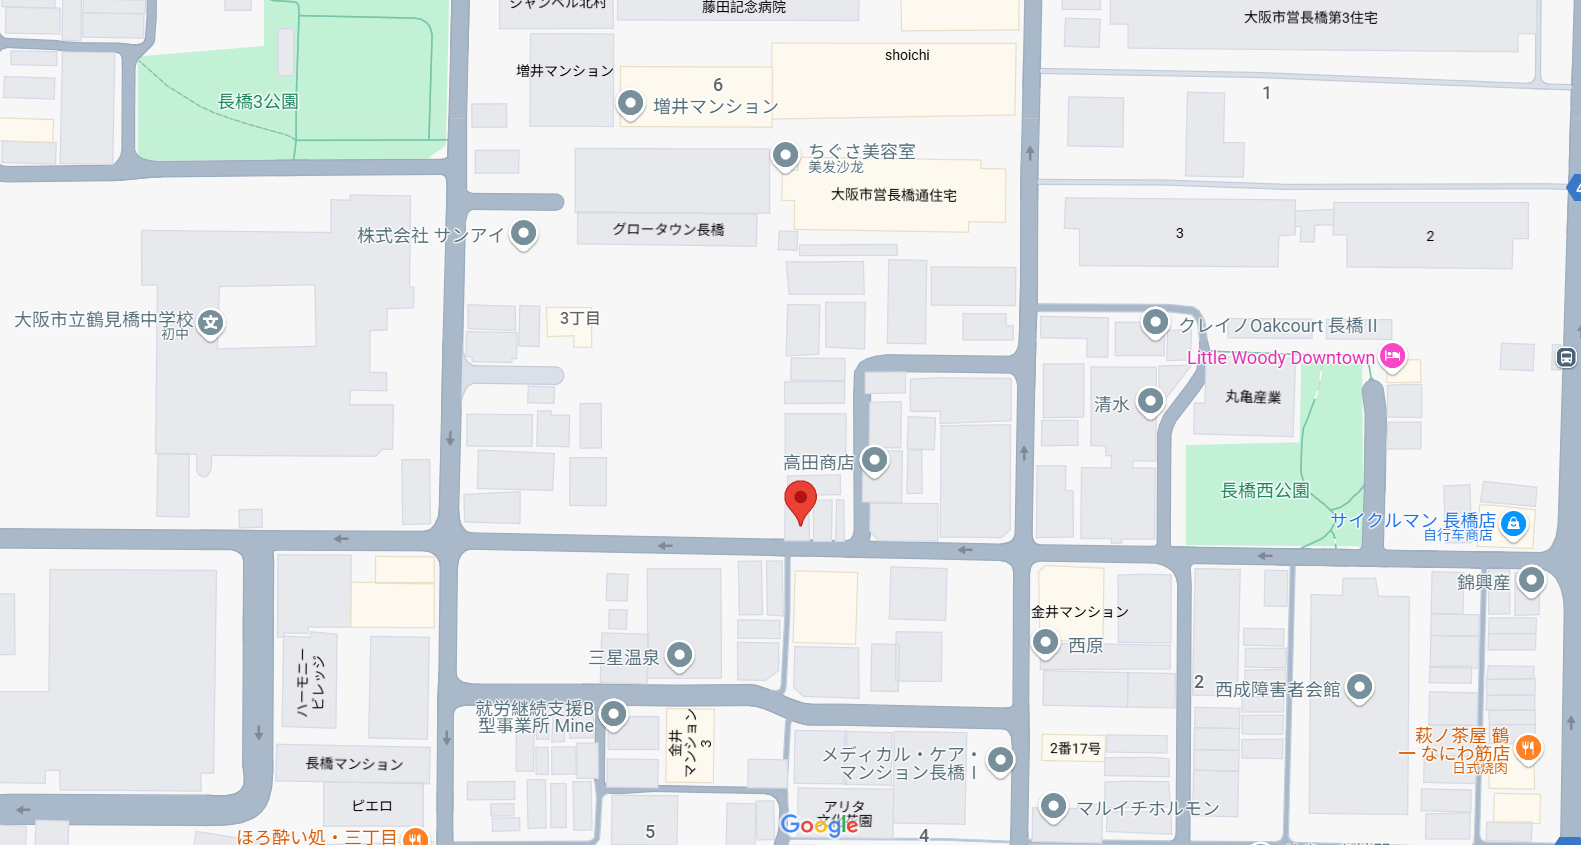 シャンベル北村
藤田記念病院
大阪市営長橋第3住宅
shoichi
増井マンション
6
増井マンション
1
長橋3公園
ちぐさ美容室
美发沙龙
大阪市営長橋通住宅
4
株式会社 サンアイ
グロータウン長橋
3
2
大阪市立鶴見橋中学校
初中
3丁目
クレイノOakcourt 長橋Ⅱ
Little Woody Downtown
丸亀産業
清水
高田商店
長橋西公園
サイクルマン 長橋店
自行车商店
錦興産
金井マンション
西原
三星温泉
ハーモニー
ビレッジ
2
西成障害者会館
就労継続支援B
型事業所 Mine
金井
マンション
3
2番17号
萩ノ茶屋 鶴
一 なにわ筋店
日式烧肉
長橋マンション
メディカル・ケア・
マンション長橋Ⅰ
ピエロ
アリタ
マルイチホルモン
Google
ほろ酔い処・三丁目
5
4